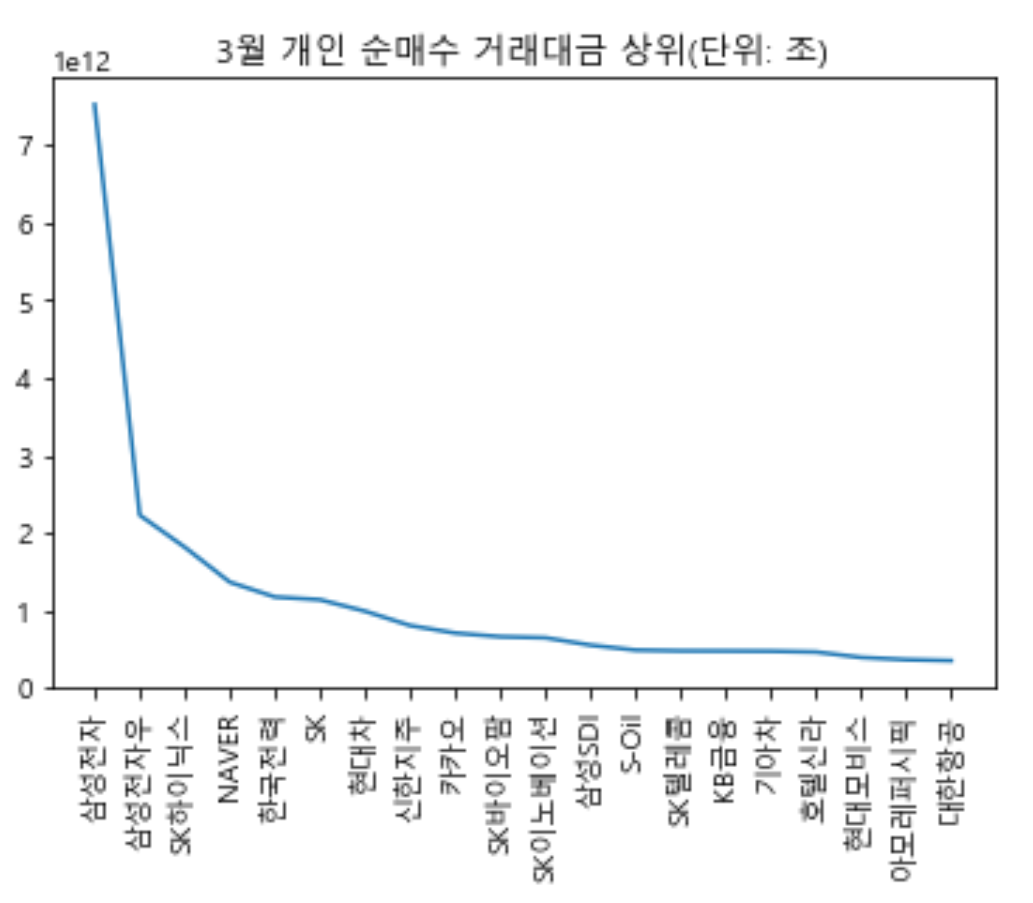 3월 개인 순매수 거래대금 상위(단위: 조)
1e12
7
6
5
4
3
2
1
0
삼성전자
삼성전자우
SK하이닉스
NAVER
한국전력
SK
현대차
신한지주
카카오
SK바이오팜
SK이노베이션
삼성SDI
S-Oil
SK텔레콤
KB금융
기아차
호텔신라
현대모비스
아모레퍼시픽
대한항공